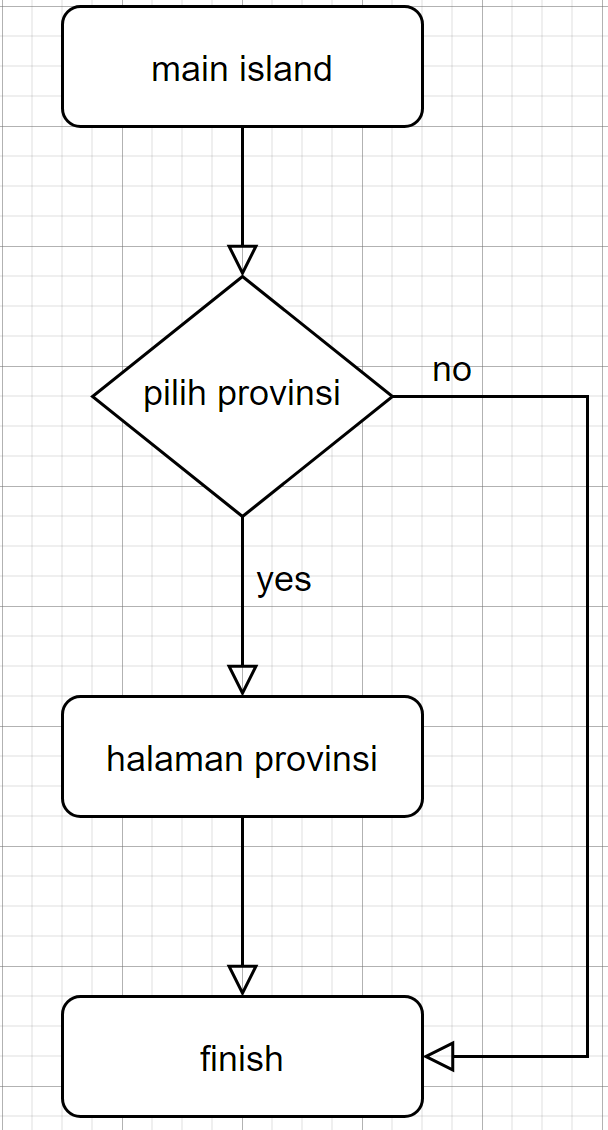 main island
pilih provinsi
no
yes
halaman provinsi
finish